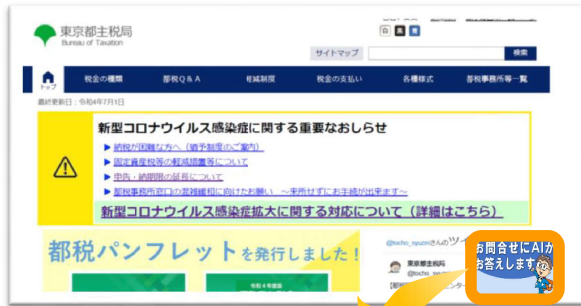 東京都主税局
Bureau of Taxation
サイトマップ
検索
トップ
税金の種類
都税Q&A
軽減制度
税金の支払い
各種様式
都税事務所等一覧
最終更新日:令和4年7月1日
新型コロナウイルス感染症に関する重要なおしらせ
▶ 納税が困難な方へ(猶予制度のご案内)
▶ 固定資産税等の軽減措置等について
▶ 申告・納期限の延長について
▶ 都税事務所窓口の混雑緩和に向けたお願い ~来所せずにお手続が出来ます~
新型コロナウイルス感染症拡大に関する対応について(詳細はこちら)
都税パンフレットを発行しました!
令和4年度版
@tocho_syuzeiさんのツイ
東京都主税局
お問合せにAIが
お答えします